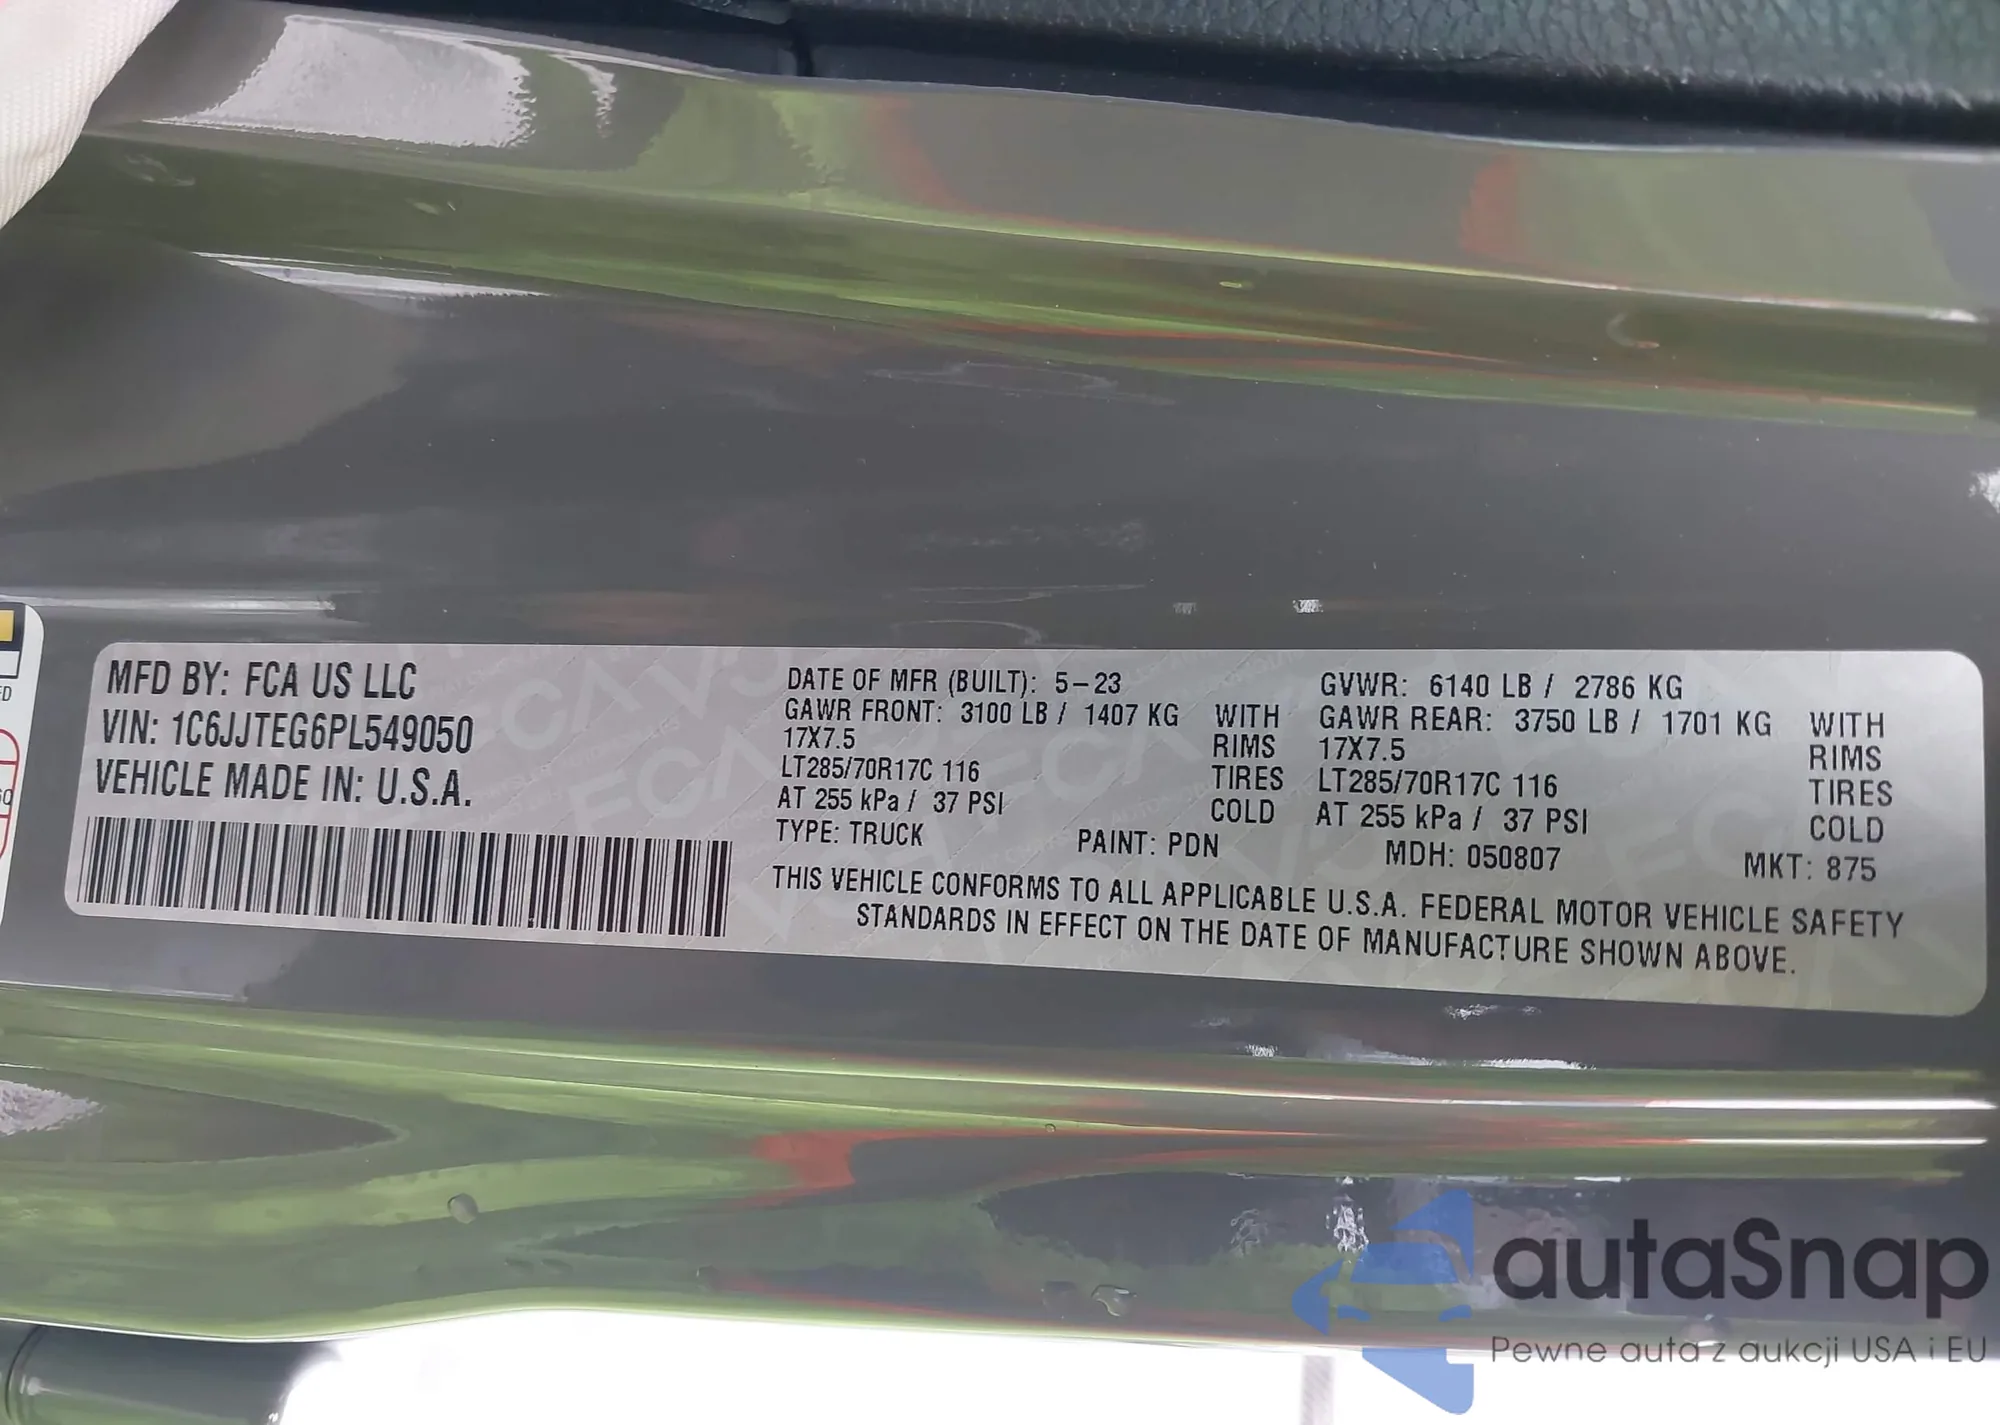 MFD BY: FCA US LLC
VIN: 1C6JJTEG6PL549050
VEHICLE MADE IN: U.S.A.
DATE OF MFR (BUILT): 5-23 GVWR: 6140 LB / 2786 KG
GAWR FRONT: 3100 LB / 1407 KG WITH GAWR REAR: 3750 LB / 1701 KG WITH
17X7.5 RIMS 17X7.5 RIMS
LT285/70R17C 116 TIRES LT285/70R17C 116 TIRES
AT 255 kPa / 37 PSI COLD AT 255 kPa / 37 PSI COLD
TYPE: TRUCK PAINT: PDN MDH: 050807 MKT: 875
THIS VEHICLE CONFORMS TO ALL APPLICABLE U.S.A. FEDERAL MOTOR VEHICLE SAFETY
STANDARDS IN EFFECT ON THE DATE OF MANUFACTURE SHOWN ABOVE.
autaSnap
Pewne auta z aukcji USA i EU